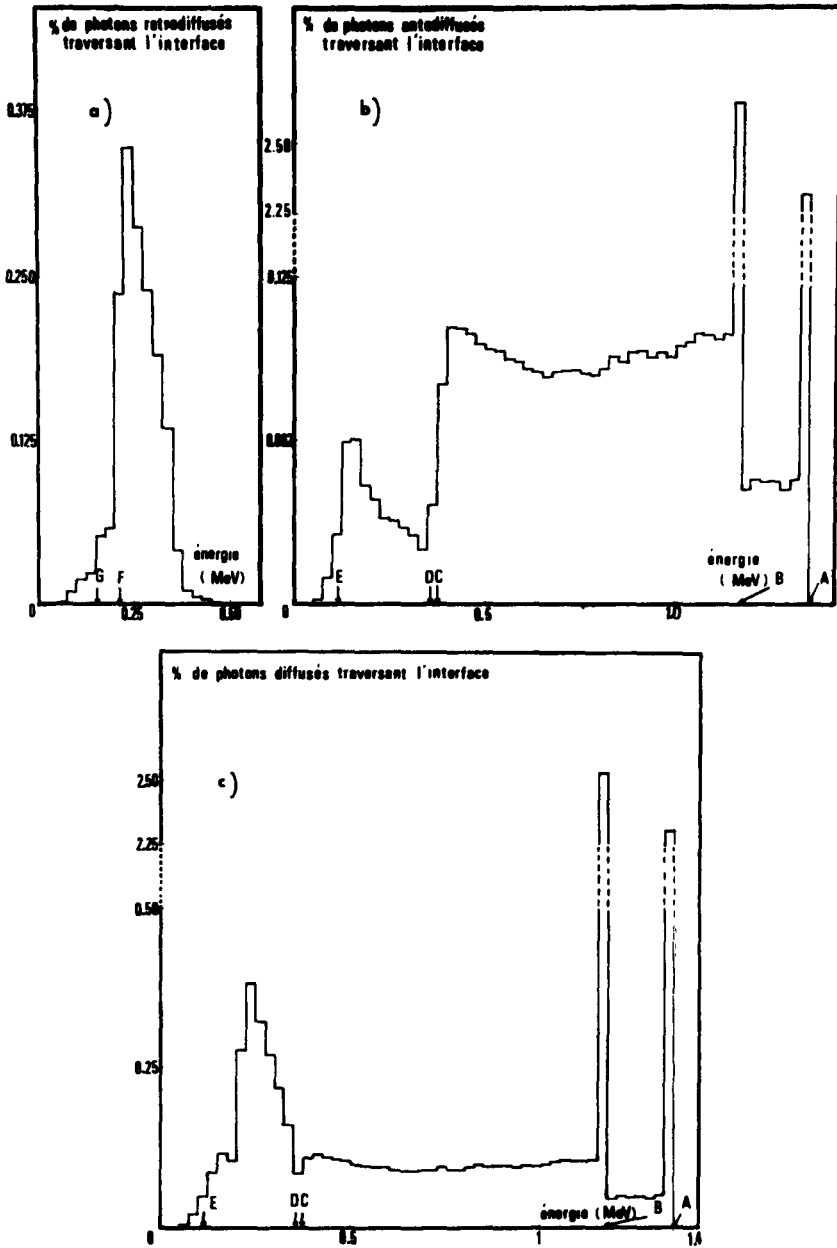 % de photons retrodiffusés
traversant l'interface
a)
0.375
0.250
0.125
0
G
F
énergie
(MeV)
0.25
0.50
% de photons antediffusés
traversant l'interface
b)
2.50
2.25
0.125
0.062
0
E
D C
0.5
1.0
énergie
(MeV)
B
A
% de photons diffusés traversant l'interface
c)
2.50
2.25
0.50
0.25
0
E
D C
0.5
1
énergie (MeV)
B
A
1.4